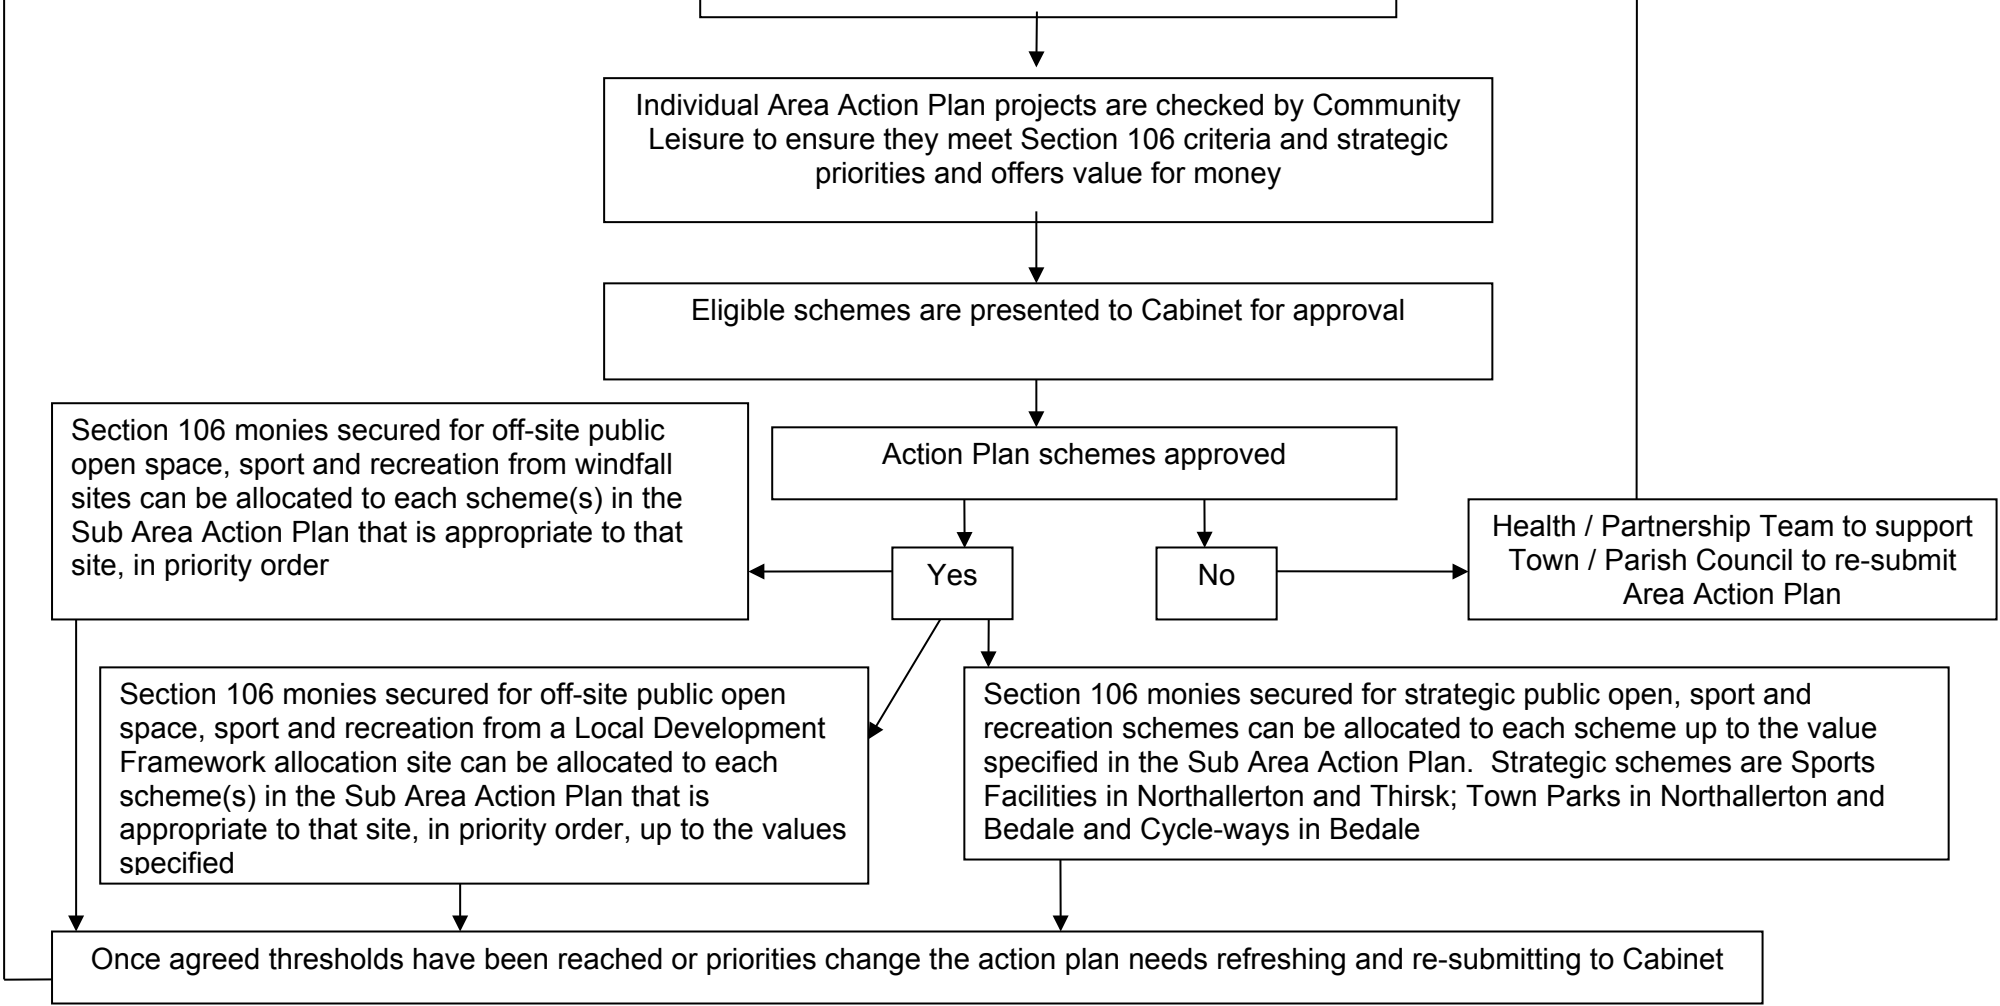 Individual Area Action Plan projects are checked by Community
Leisure to ensure they meet Section 106 criteria and strategic
priorities and offers value for money
Eligible schemes are presented to Cabinet for approval
Section 106 monies secured for off-site public
open space, sport and recreation from windfall
sites can be allocated to each scheme(s) in the
Sub Area Action Plan that is appropriate to that
site, in priority order
Action Plan schemes approved
Yes
No
Health / Partnership Team to support
Town / Parish Council to re-submit
Area Action Plan
Section 106 monies secured for off-site public open
space, sport and recreation from a Local Development
Framework allocation site can be allocated to each
scheme(s) in the Sub Area Action Plan that is
appropriate to that site, in priority order, up to the values
specified
Section 106 monies secured for strategic public open, sport and
recreation schemes can be allocated to each scheme up to the value
specified in the Sub Area Action Plan.  Strategic schemes are Sports
Facilities in Northallerton and Thirsk; Town Parks in Northallerton and
Bedale and Cycle-ways in Bedale
Once agreed thresholds have been reached or priorities change the action plan needs refreshing and re-submitting to Cabinet